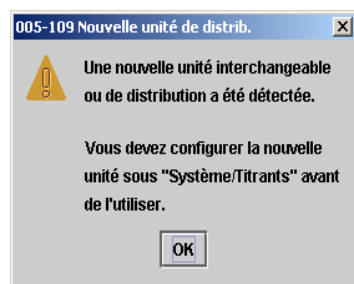 005-109 Nouvelle unité de distrib.
Une nouvelle unité interchangeable
ou de distribution a été détectée.
Vous devez configurer la nouvelle
unité sous "Système/Titrants" avant
de l'utiliser.
OK